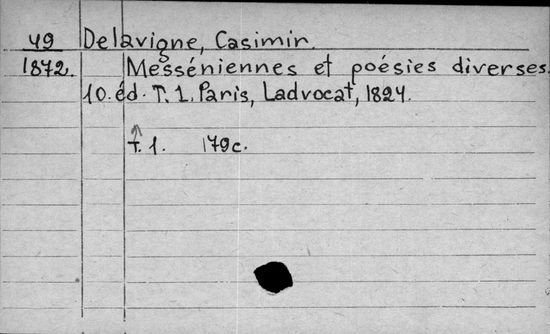 49 Delavigne, Casimir.
1872. Messéniennes et poésies diverses.
10. éd. T. 1. Paris, Ladvocat, 1824.
T. 1. 179c.